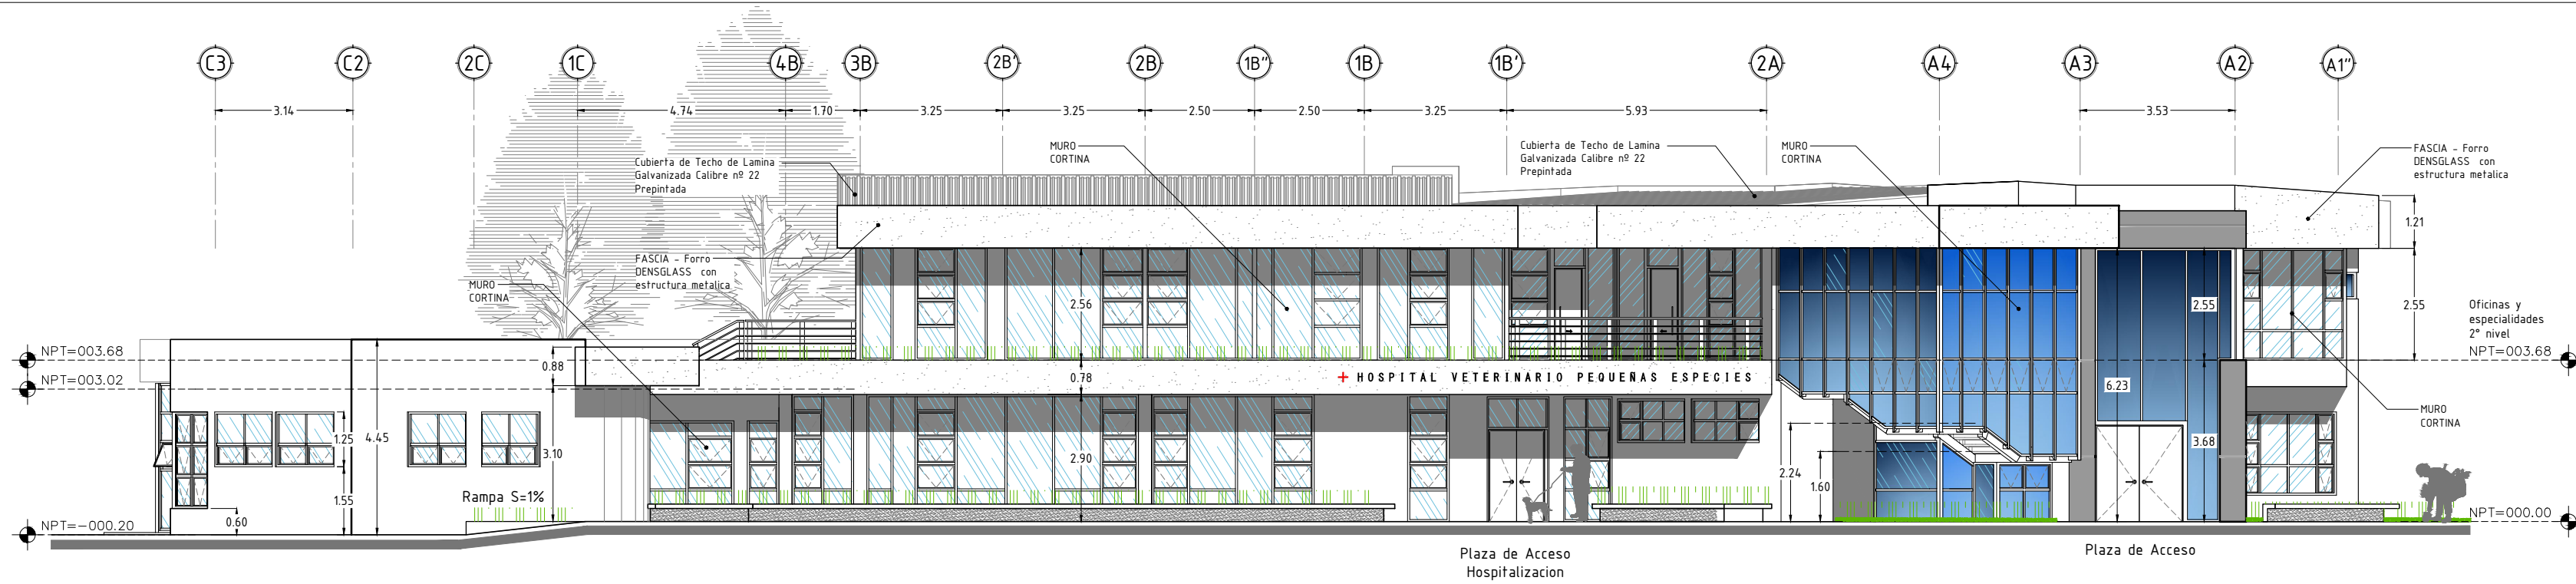 C3 C2 2C 1C 4B 3B 2B' 2B 1B'' 1B 1B' 2A A4 A3 A2 A1''
3.14 4.74 1.70 3.25 3.25 2.50 2.50 3.25 5.93 3.53
Cubierta de Techo de Lamina
Galvanizada Calibre nº 22
Prepintada
MURO
CORTINA
Cubierta de Techo de Lamina
Galvanizada Calibre nº 22
Prepintada
MURO
CORTINA
FASCIA - Forro
DENSGLASS con
estructura metalica
1.21
FASCIA - Forro
DENSGLASS con
estructura metalica
MURO
CORTINA
2.56
2.55
2.55
Oficinas y
especialidades
2° nivel
NPT=003.68
NPT=003.68
NPT=003.02
0.88
0.78
+ HOSPITAL VETERINARIO PEQUEÑAS ESPECIES
6.23
MURO
CORTINA
1.25
4.45
3.10
2.90
2.24
1.60
3.68
1.55
0.60
Rampa S=1%
NPT=-000.20
NPT=000.00
Plaza de Acceso
Hospitalizacion
Plaza de Acceso